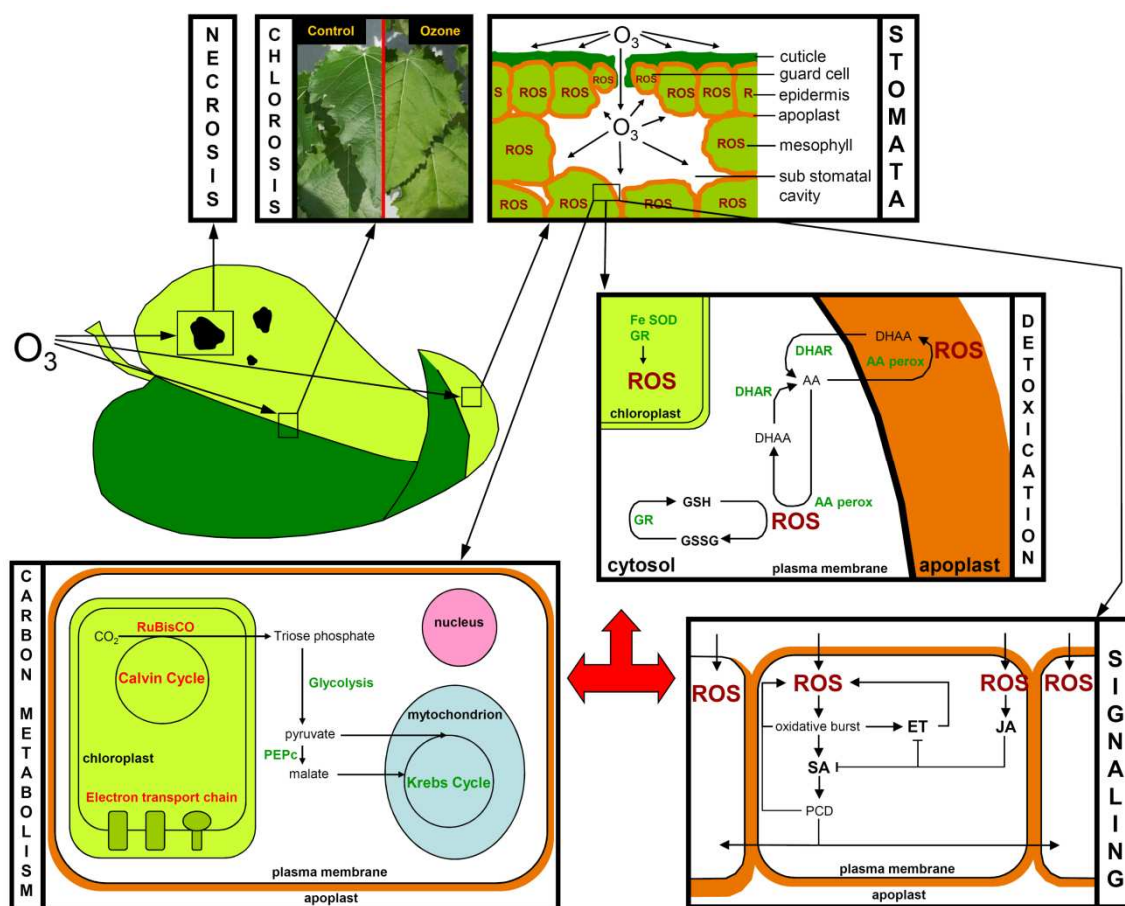 NECROSIS
CHLOROSIS
Control
Ozone
O3
cuticle
guard cell
epidermis
apoplast
mesophyll
sub stomatal
cavity
ROS
ROS
S
ROS
ROS
ROS
ROS
R
O3
ROS
ROS
ROS
ROS
ROS
ROS
STOMATA
O3
Fe SOD
GR
ROS
chloroplast
DHAA
ROS
DHAR
AA perox
DHAR
AA
DHAA
AA perox
GSH
ROS
GR
GSSG
cytosol
plasma membrane
apoplast
DETOXICATION
CARBON METABOLISM
RuBisCO
CO2
Triose phosphate
nucleus
Calvin Cycle
Glycolysis
mytochondrion
pyruvate
chloroplast
PEPc
malate
Krebs Cycle
Electron transport chain
plasma membrane
apoplast
ROS
ROS
ROS
ROS
oxidative burst
ET
JA
SA
PCD
plasma membrane
apoplast
SIGNALING